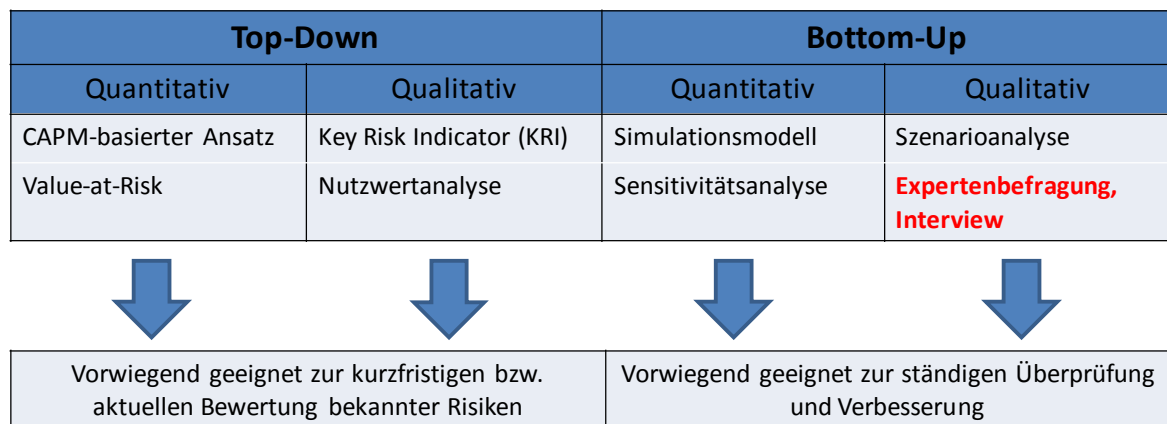 Top-Down
Bottom-Up
Quantitativ
Qualitativ
Quantitativ
Qualitativ
CAPM-basierter Ansatz
Key Risk Indicator (KRI)
Simulationsmodell
Szenarioanalyse
Value-at-Risk
Nutzwertanalyse
Sensitivitätsanalyse
Expertenbefragung,
Interview
Vorwiegend geeignet zur kurzfristigen bzw.
aktuellen Bewertung bekannter Risiken
Vorwiegend geeignet zur ständigen Überprüfung
und Verbesserung